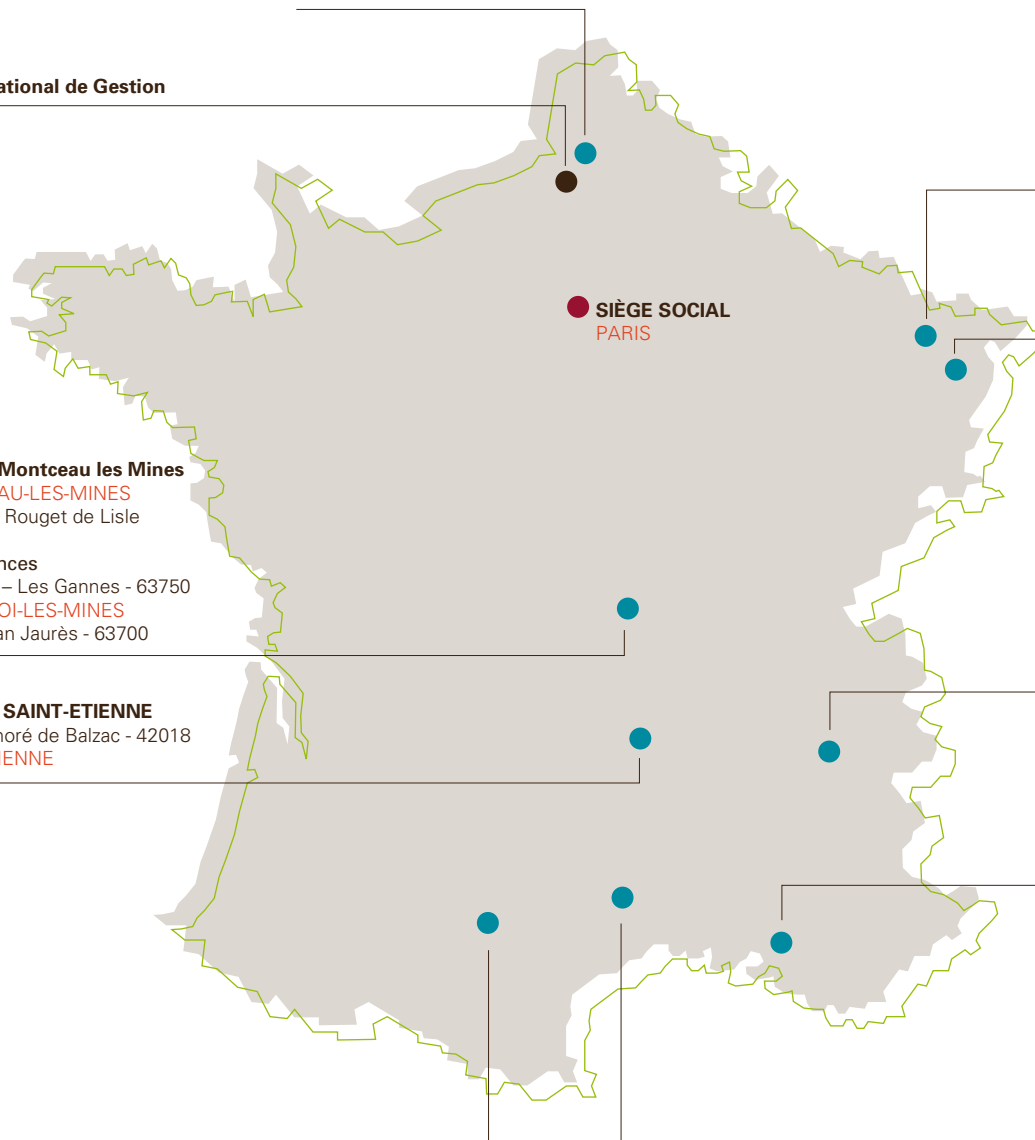 ational de Gestion
SIÈGE SOCIAL
PARIS
Montceau les Mines
AU-LES-MINES
Rouget de Lisle
nces
– Les Gannes - 63750
OI-LES-MINES
an Jaurès - 63700
SAINT-ETIENNE
noré de Balzac - 42018
IENNE